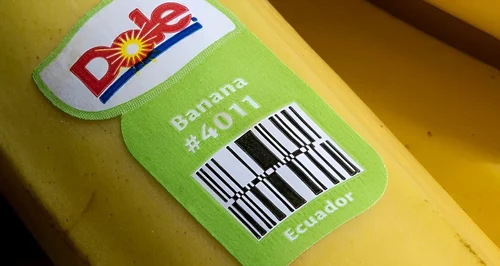 Dole
Banana
#4011
Ecuador